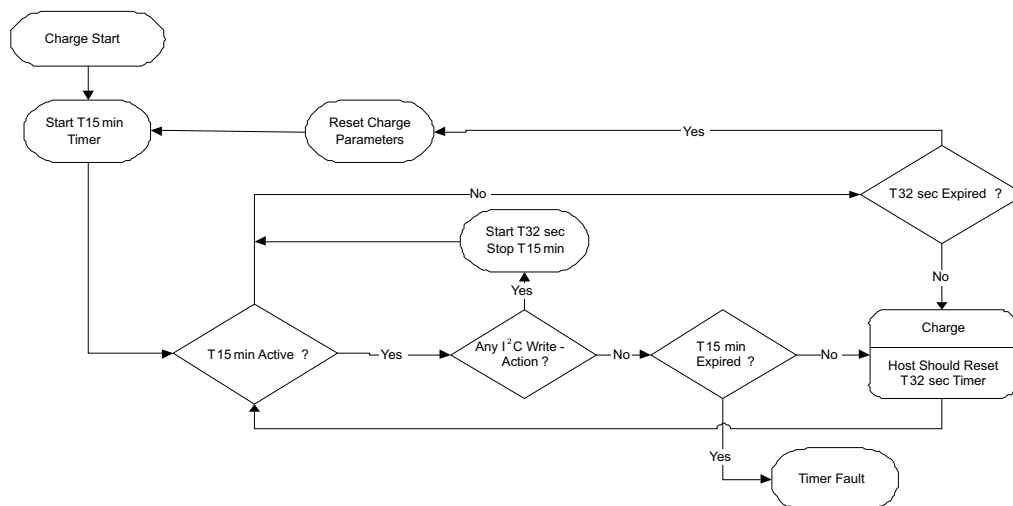 Charge Start
Start T15 min
Timer
Reset Charge
Parameters
Yes
No
T32 sec Expired ?
Start T32 sec
Stop T15 min
Yes
No
T15 min Active ?
Yes
Any I²C Write -
Action ?
No
T15 min
Expired ?
No
Charge
Host Should Reset
T32 sec Timer
Yes
Timer Fault